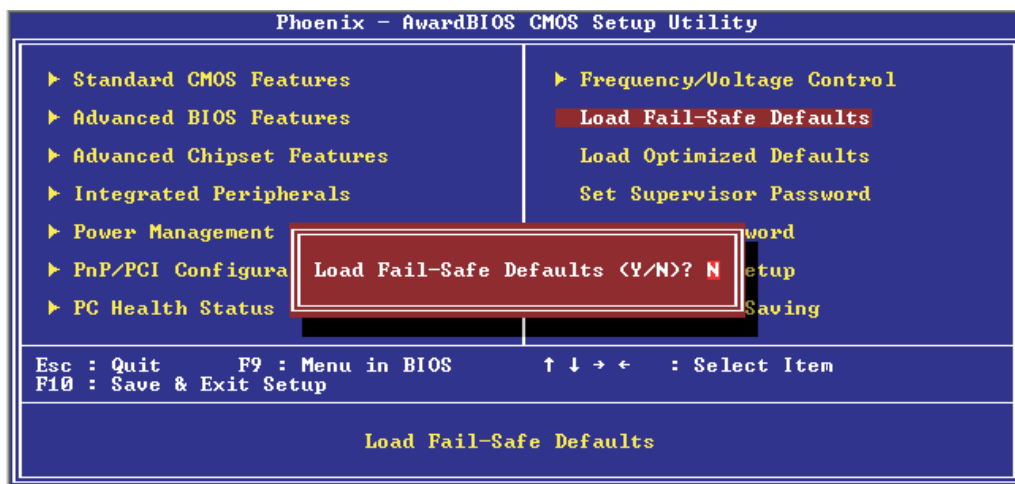 Phoenix - AwardBIOS CMOS Setup Utility
▶ Standard CMOS Features
▶ Advanced BIOS Features
▶ Advanced Chipset Features
▶ Integrated Peripherals
▶ Power Management
▶ PnP/PCI Configura
▶ PC Health Status
▶ Frequency/Voltage Control
Load Fail-Safe Defaults
Load Optimized Defaults
Set Supervisor Password
word
etup
Saving
Load Fail-Safe Defaults (Y/N)? N
Esc : Quit F9 : Menu in BIOS ↑ ↓ → ← : Select Item
F10 : Save & Exit Setup
Load Fail-Safe Defaults